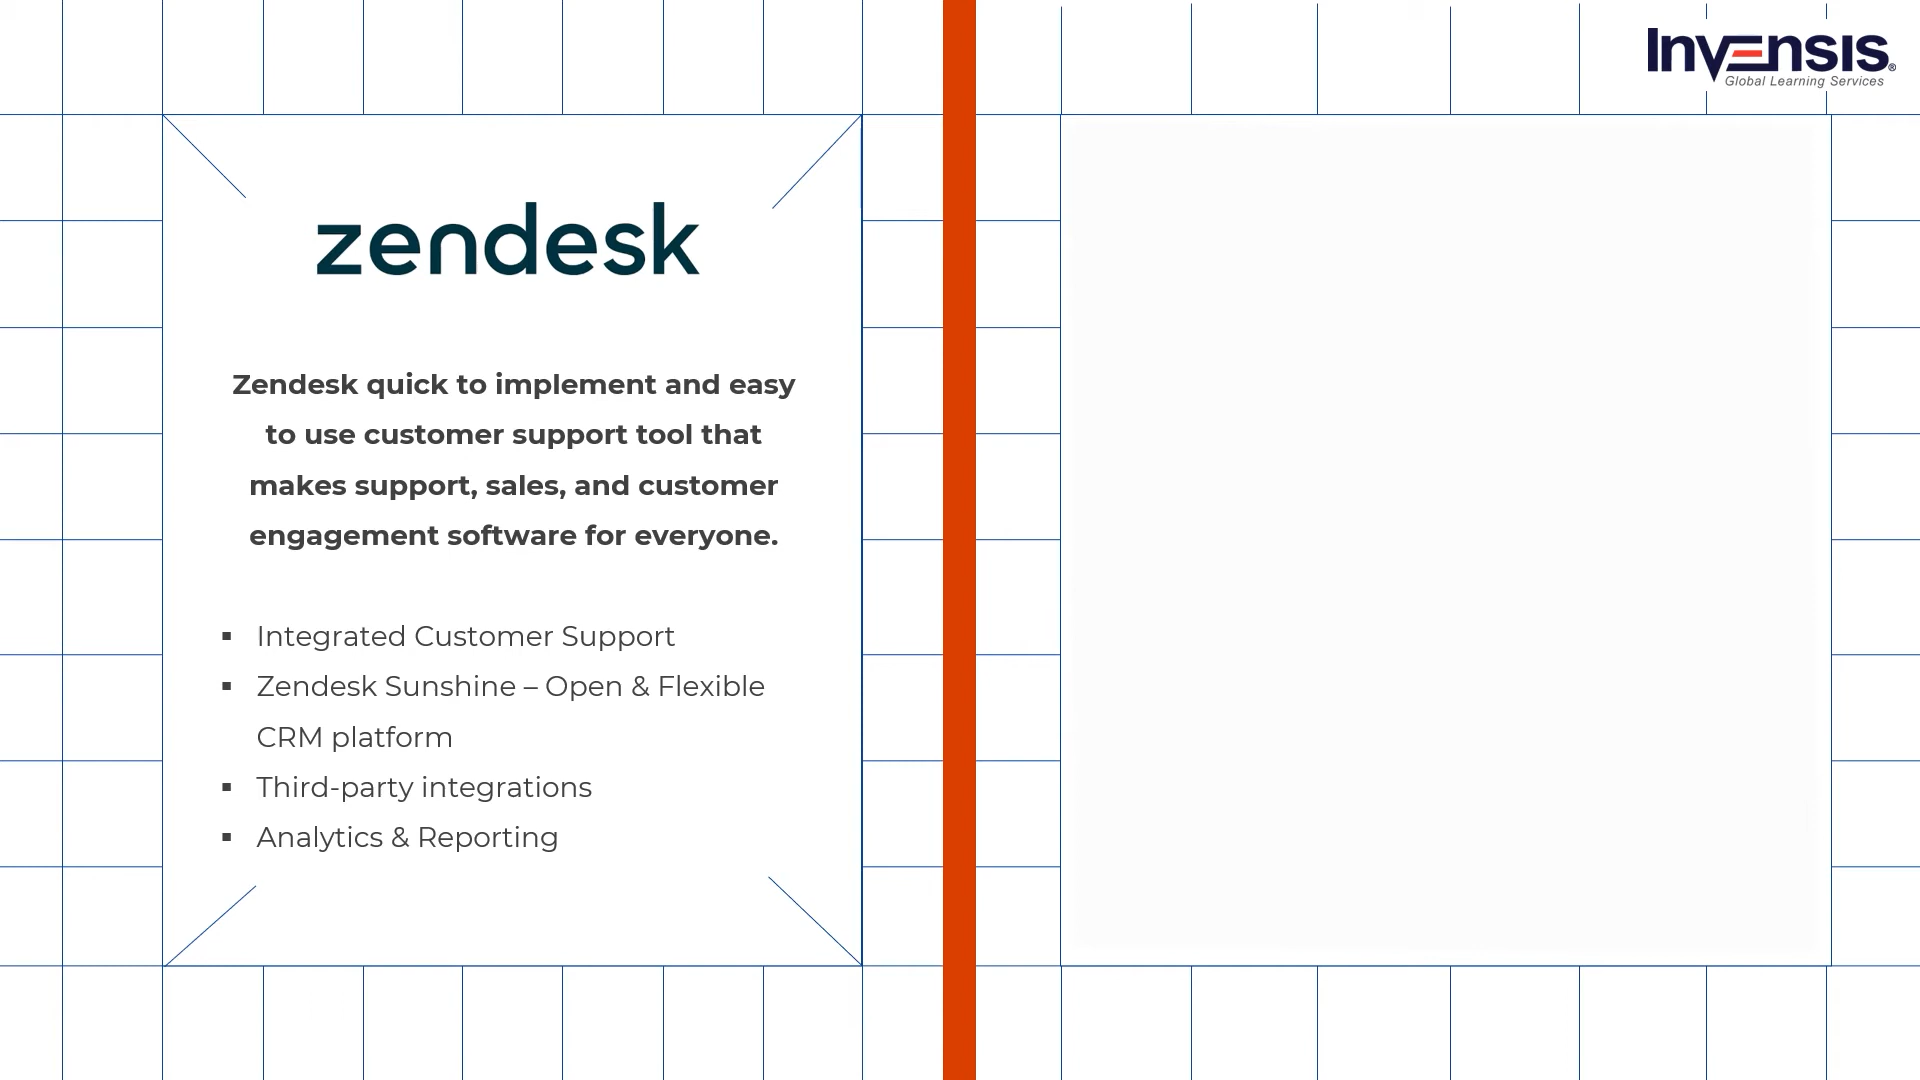 Invensis®
Global Learning Services
zendesk
Zendesk quick to implement and easy
to use customer support tool that
makes support, sales, and customer
engagement software for everyone.
▪ Integrated Customer Support
▪ Zendesk Sunshine – Open & Flexible
CRM platform
▪ Third-party integrations
▪ Analytics & Reporting